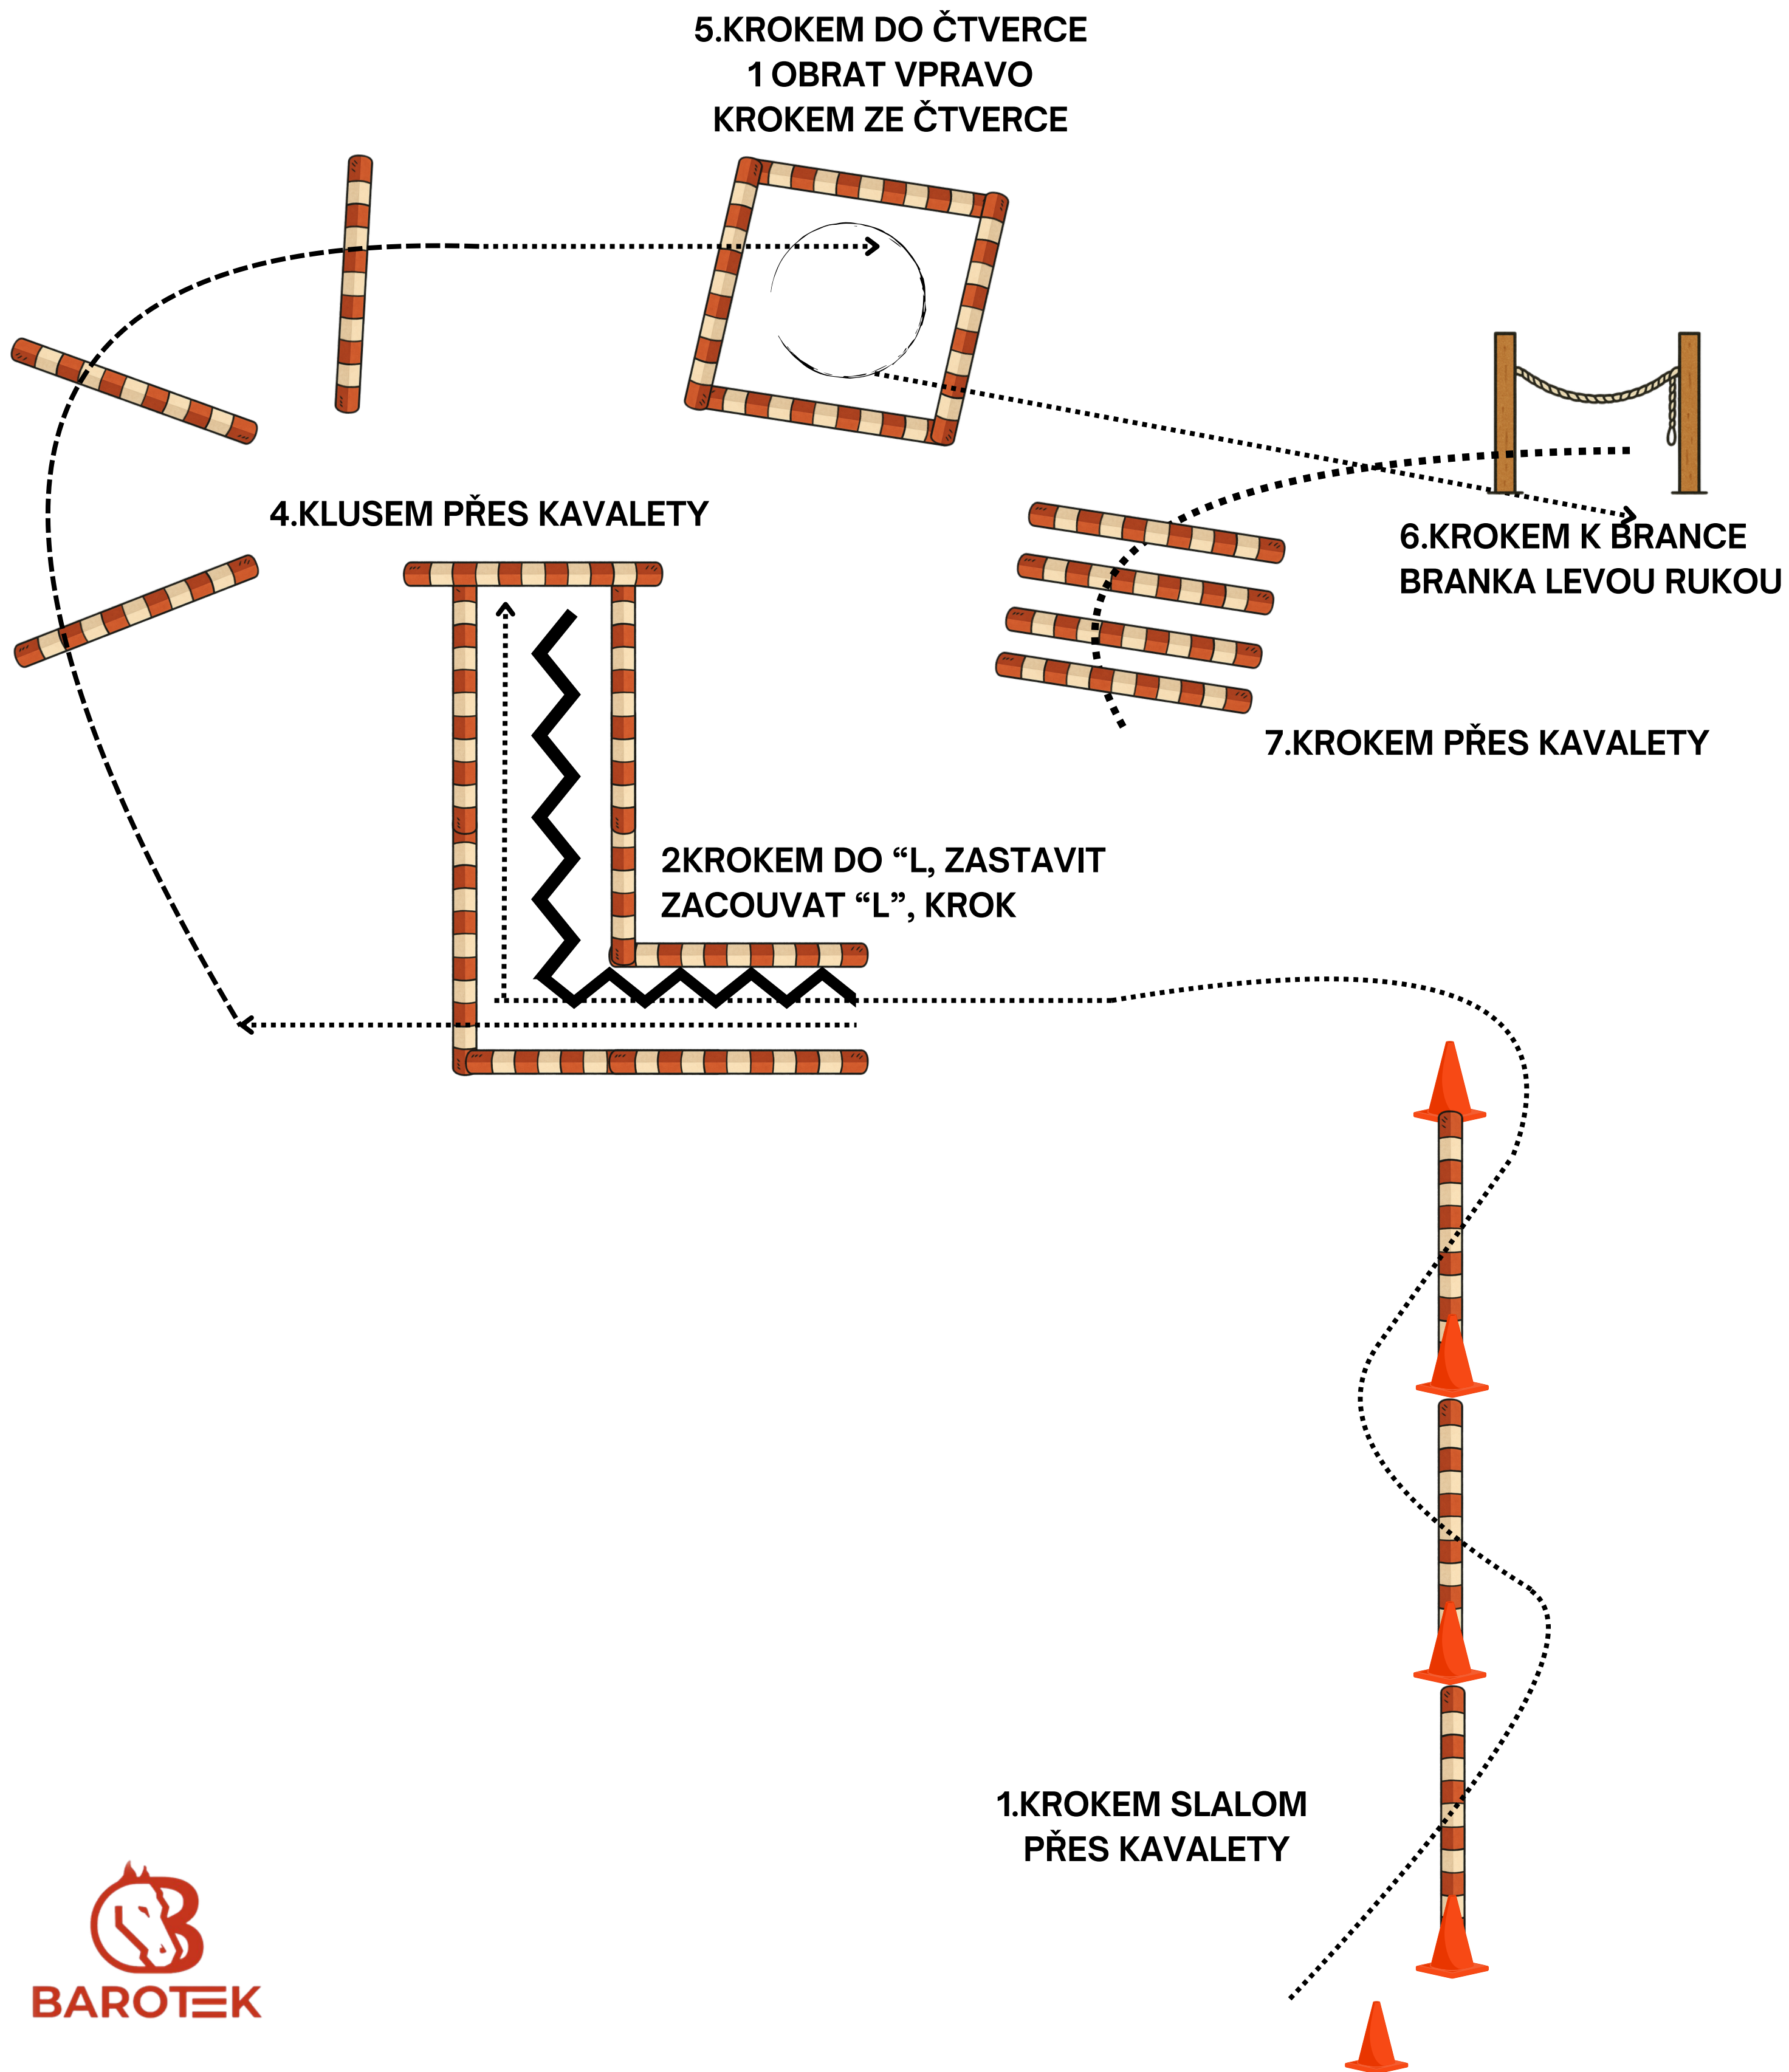 5.KROKEM DO ČTVERCE
1 OBRAT VPRAVO
KROKEM ZE ČTVERCE
4.KLUSEM PŘES KAVALETY
6.KROKEM K BRANCE
BRANKA LEVOU RUKOU
7.KROKEM PŘES KAVALETY
2KROKEM DO “L, ZASTAVIT
ZACOUVAT “L”, KROK
1.KROKEM SLALOM
PŘES KAVALETY
BAROTEK